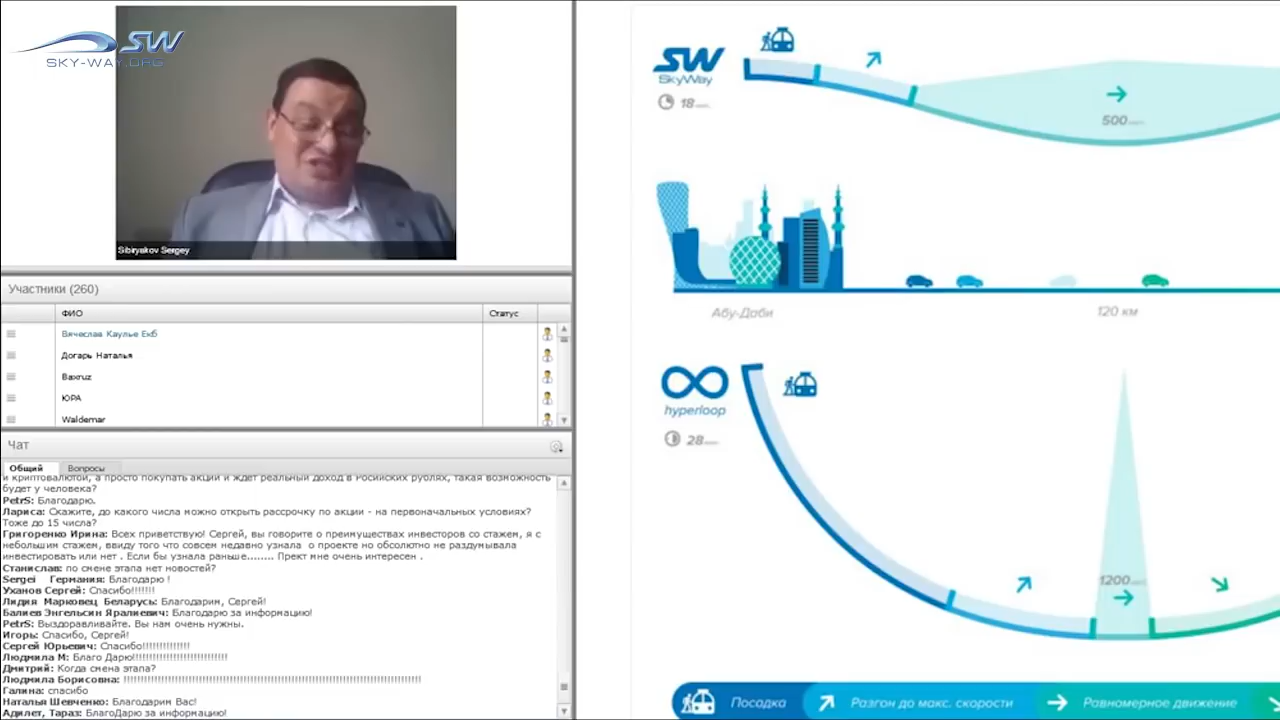 SW
SKY-WAY.ORG
Sibiryakov Sergey
Участники (260)
ФИО
Статус
Вячеслав Каулье Екб
Догарь Наталья
Baxruz
ЮРА
Waldemar
Чат
Общий
Вопросы
и криптовалютой, а просто покупать акции и ждет реальный доход в Росийских рублях, такая возможность
будет у человека?
PetrS: Благодарю.
Лариса: Скажите, до какого числа можно открыть рассрочку по акции - на первоначальных условиях?
Тоже до 15 числа?
Григоренко Ирина: Всех приветствую! Сергей, вы говорите о преимуществах инвесторов со стажем, я с
небольшим стажем, ввиду того что совсем недавно узнала о проекте но обсолютно не раздумывала
инвестировать или нет . Если бы узнала раньше........ Прект мне очень интересен .
Станислав: по смене этапа нет новостей?
Sergei Германия: Благодарю !
Уханов Сергей: Спасибо!!!!!!!
Лидия Марковец Беларусь: Благодарим, Сергей!
Балиев Энгельсин Яралиевич: Благодарю за информацию!
PetrS: Выздоравливайте. Вы нам очень нужны.
Игорь: Спасибо, Сергей!
Сергей Юрьевич: Спасибо!!!!!!!!!!!!!!
Людмила М: Благо Дарю!!!!!!!!!!!!!!!!!!!!!!!!!!!!
Дмитрий: Когда смена этапа?
Людмила Борисовна: !!!!!!!!!!!!!!!!!!!!!!!!!!!!!!!!!!!!!!!!!!!!!!!!!!!!!!!!!!!!!!!!!!!!!!!!!!!!!!!!!!!!!!
Галина: спасибо
Наталья Шевченко: Благодарим Вас!
Адилет, Тараз: БлагоДарю за информацию!
SW
SkyWay
18
500
Абу-Даби
120 км
hyperloop
28
1200
Посадка
Разгон до макс. скорости
Равномерное движение